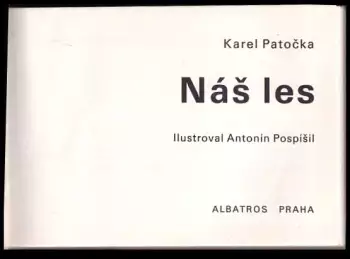 Karel Patočka
Náš les
Ilustroval Antonín Pospíšil
ALBATROS PRAHA